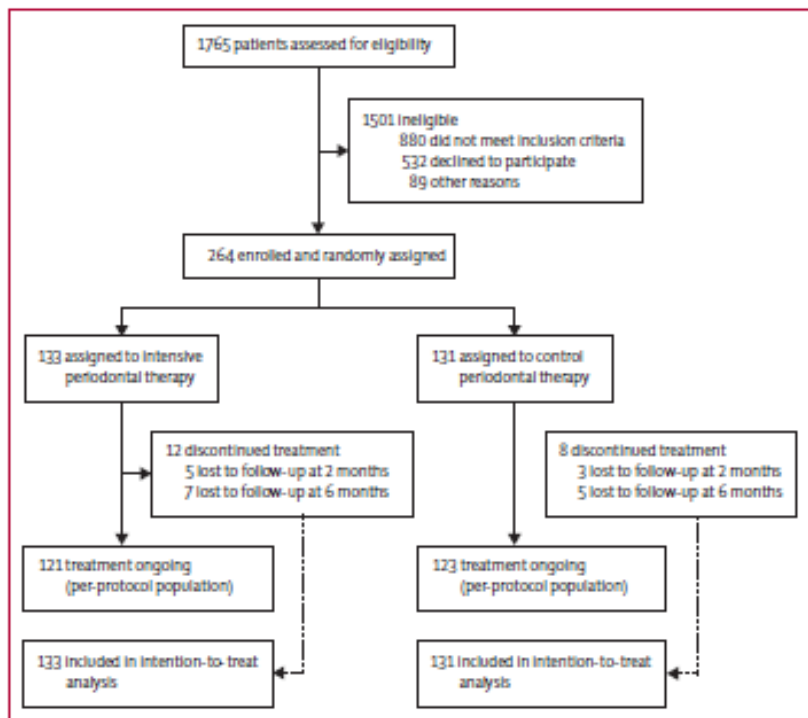 1765 patients assessed for eligibility
1501 ineligible
880 did not meet inclusion criteria
532 declined to participate
89 other reasons
264 enrolled and randomly assigned
133 assigned to intensive
periodontal therapy
131 assigned to control
periodontal therapy
12 discontinued treatment
5 lost to follow-up at 2 months
7 lost to follow-up at 6 months
8 discontinued treatment
3 lost to follow-up at 2 months
5 lost to follow-up at 6 months
121 treatment ongoing
(per-protocol population)
123 treatment ongoing
(per-protocol population)
133 included in intention-to-treat
analysis
131 included in intention-to-treat
analysis